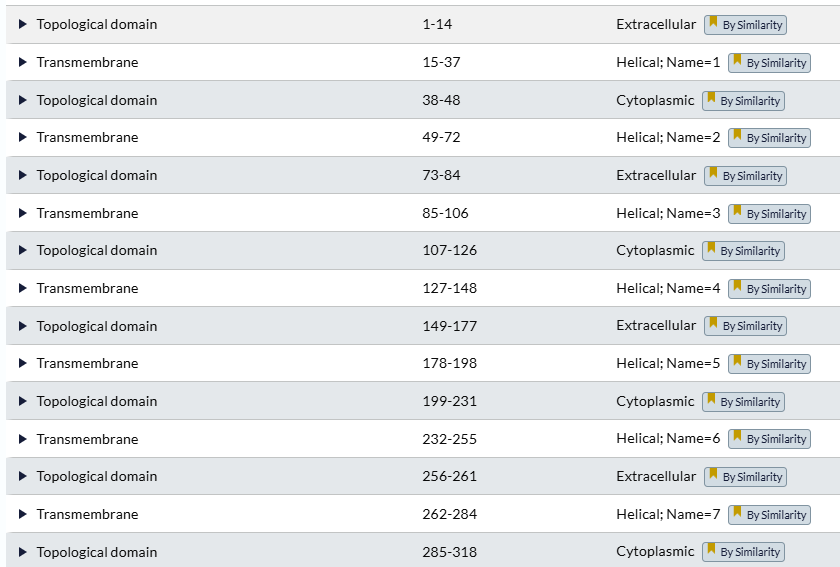 Topological domain 1-14 Extracellular By Similarity
Transmembrane 15-37 Helical; Name=1 By Similarity
Topological domain 38-48 Cytoplasmic By Similarity
Transmembrane 49-72 Helical; Name=2 By Similarity
Topological domain 73-84 Extracellular By Similarity
Transmembrane 85-106 Helical; Name=3 By Similarity
Topological domain 107-126 Cytoplasmic By Similarity
Transmembrane 127-148 Helical; Name=4 By Similarity
Topological domain 149-177 Extracellular By Similarity
Transmembrane 178-198 Helical; Name=5 By Similarity
Topological domain 199-231 Cytoplasmic By Similarity
Transmembrane 232-255 Helical; Name=6 By Similarity
Topological domain 256-261 Extracellular By Similarity
Transmembrane 262-284 Helical; Name=7 By Similarity
Topological domain 285-318 Cytoplasmic By Similarity